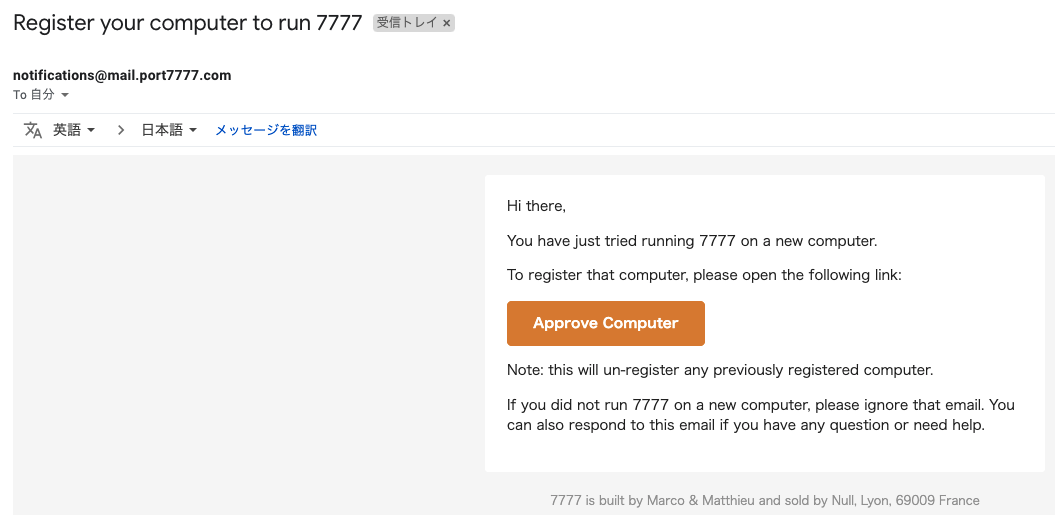 Register your computer to run 7777 受信トレイ ×
notifications@mail.port7777.com
To 自分
英語 > 日本語 メッセージを翻訳
Hi there,
You have just tried running 7777 on a new computer.
To register that computer, please open the following link:
Approve Computer
Note: this will un-register any previously registered computer.
If you did not run 7777 on a new computer, please ignore that email. You
can also respond to this email if you have any question or need help.
7777 is built by Marco & Matthieu and sold by Null, Lyon, 69009 France